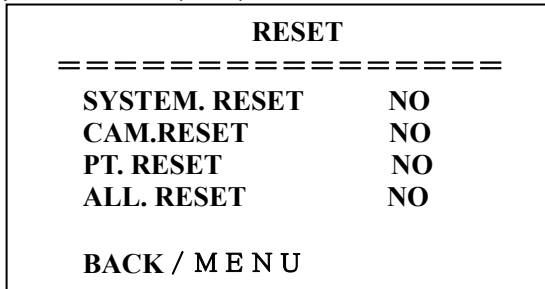 RESET
================
SYSTEM. RESET NO
CAM.RESET NO
PT. RESET NO
ALL. RESET NO
BACK / MENU